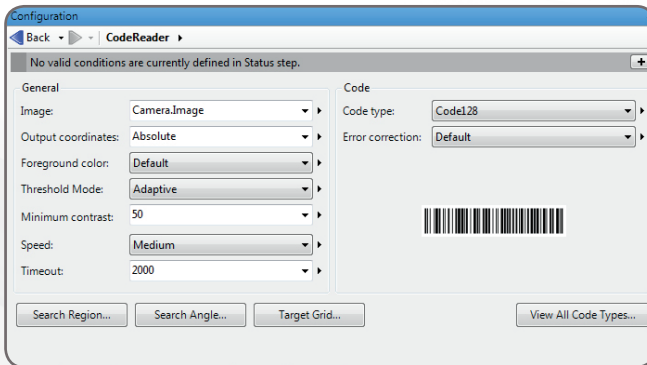 Configuration
Back CodeReader
No valid conditions are currently defined in Status step. +
General
Image: Camera.Image
Output coordinates: Absolute
Foreground color: Default
Threshold Mode: Adaptive
Minimum contrast: 50
Speed: Medium
Timeout: 2000
Code
Code type: Code128
Error correction: Default
Search Region... Search Angle... Target Grid... View All Code Types...